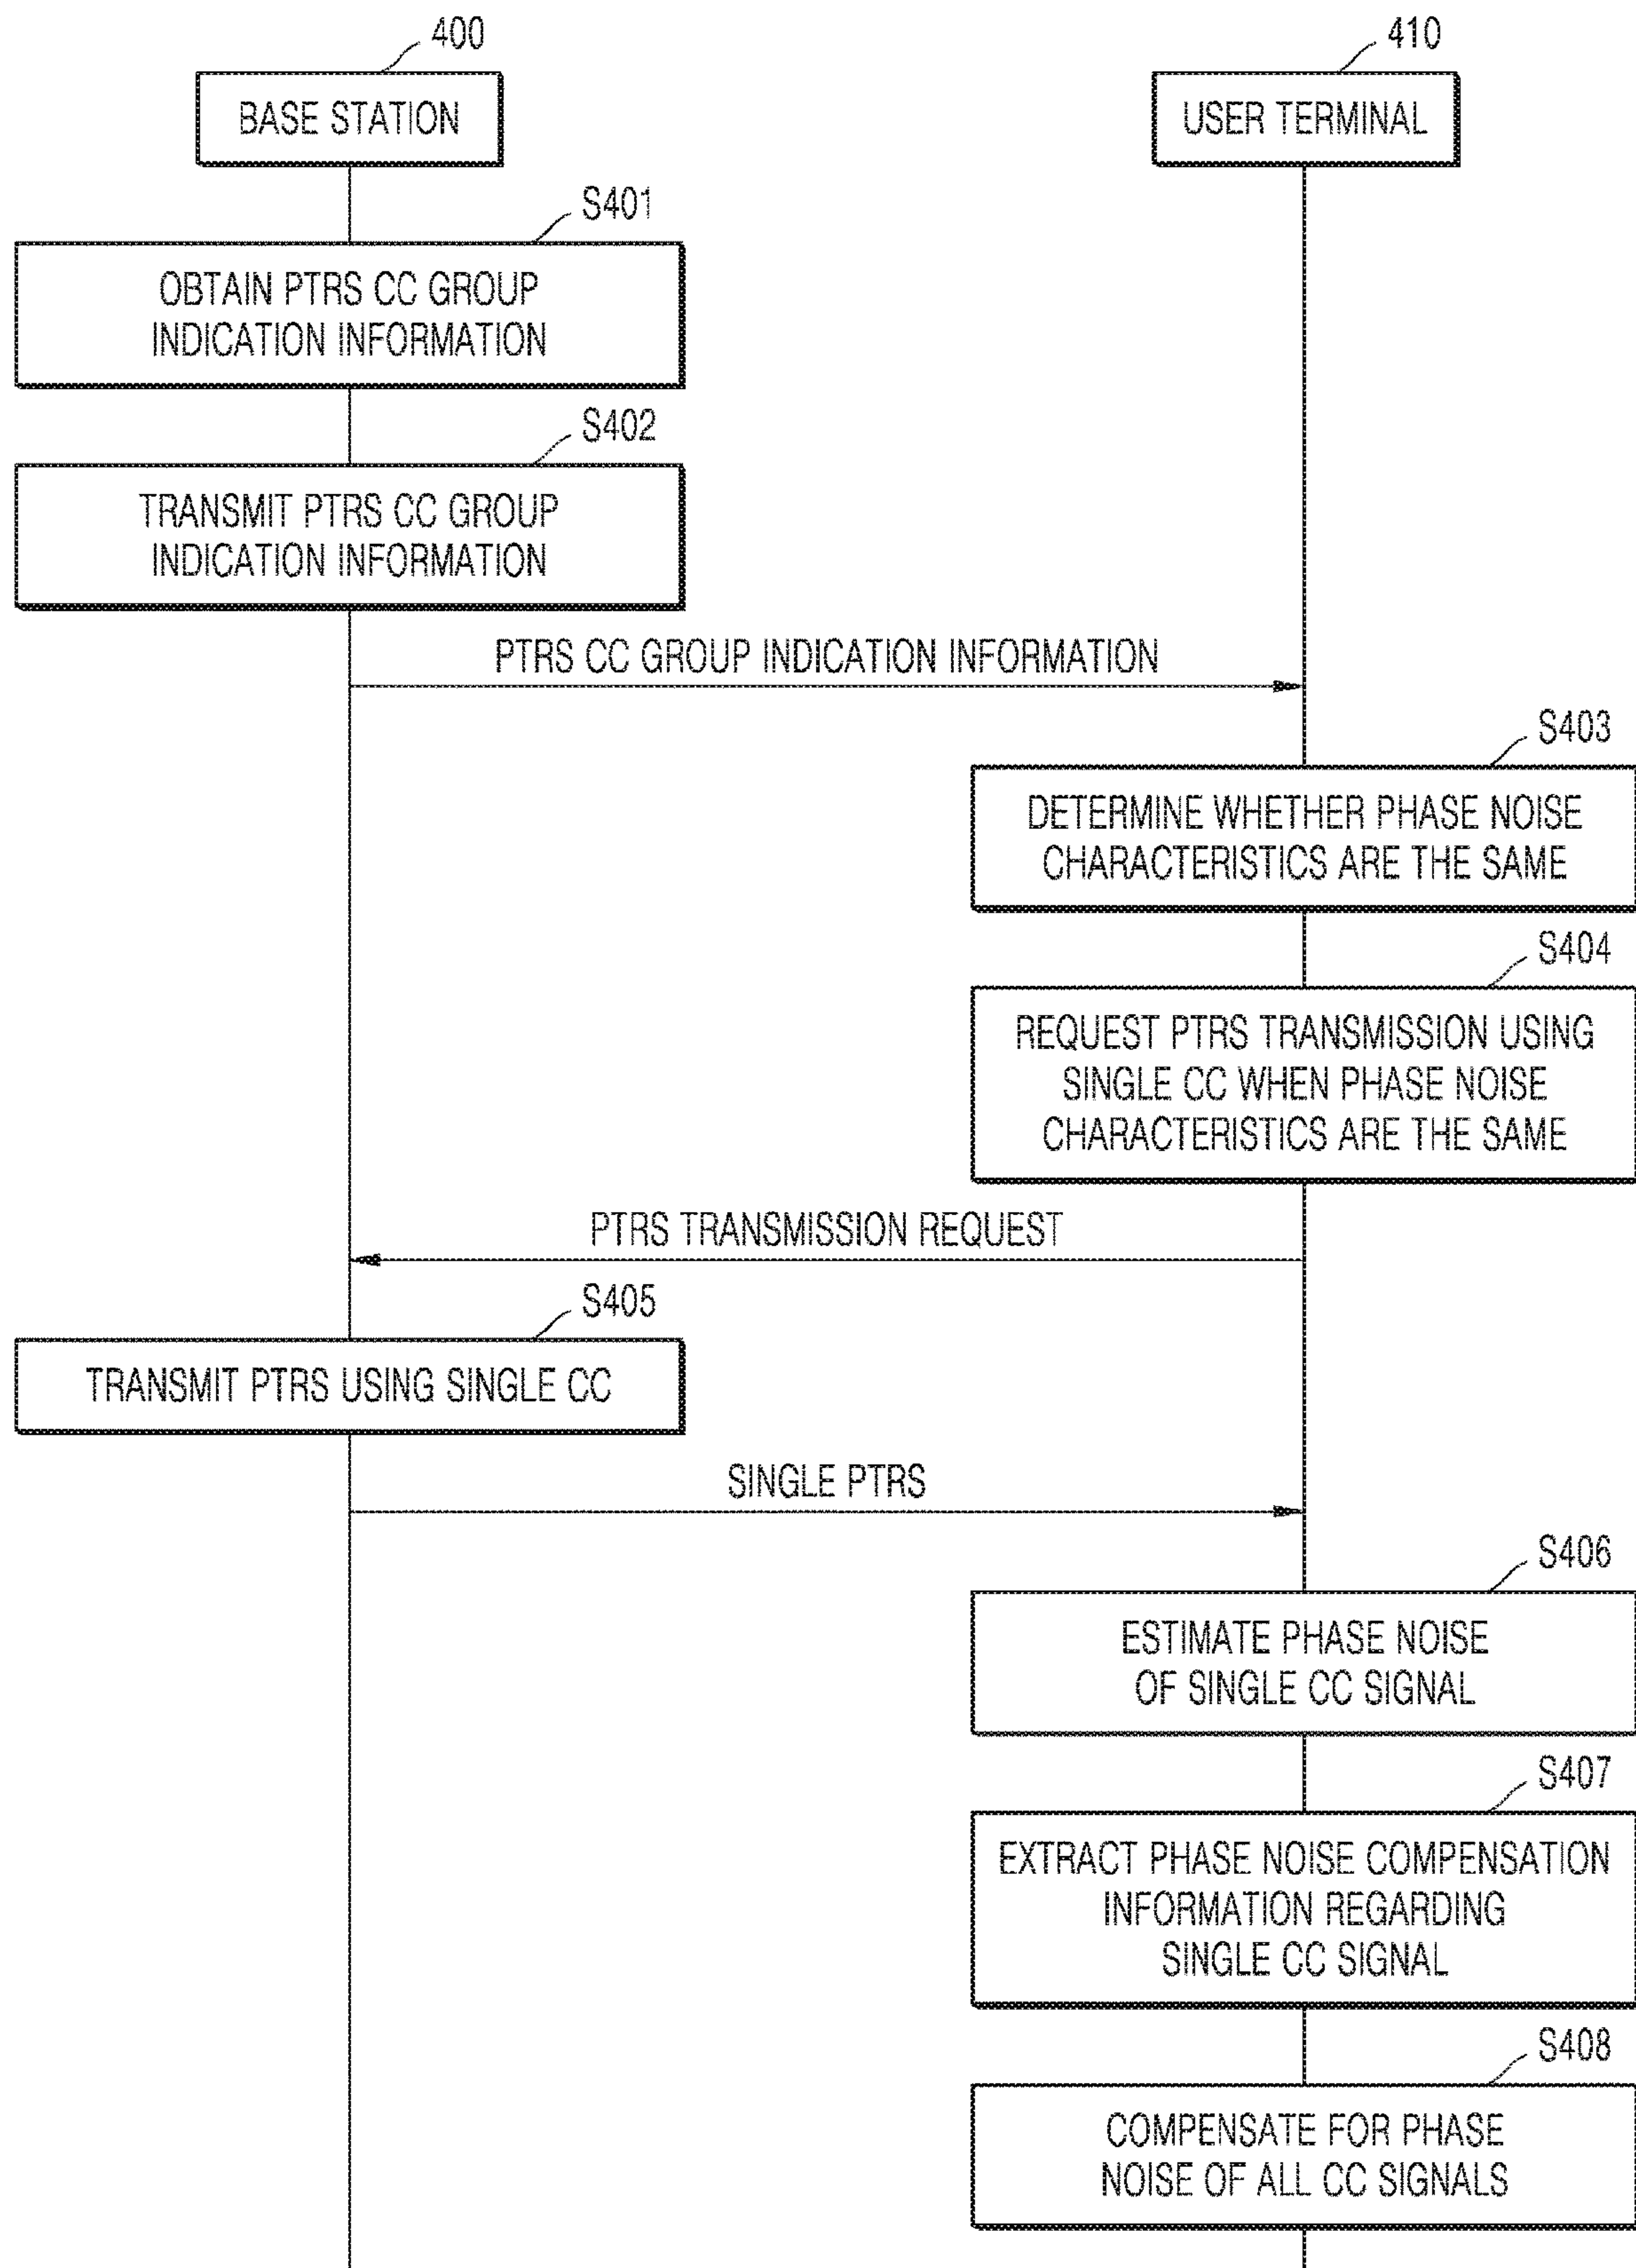 400
410
BASE STATION
USER TERMINAL
S401
OBTAIN PTRS CC GROUP
INDICATION INFORMATION
S402
TRANSMIT PTRS CC GROUP
INDICATION INFORMATION
PTRS CC GROUP INDICATION INFORMATION
S403
DETERMINE WHETHER PHASE NOISE
CHARACTERISTICS ARE THE SAME
S404
REQUEST PTRS TRANSMISSION USING
SINGLE CC WHEN PHASE NOISE
CHARACTERISTICS ARE THE SAME
PTRS TRANSMISSION REQUEST
S405
TRANSMIT PTRS USING SINGLE CC
SINGLE PTRS
S406
ESTIMATE PHASE NOISE
OF SINGLE CC SIGNAL
S407
EXTRACT PHASE NOISE COMPENSATION
INFORMATION REGARDING
SINGLE CC SIGNAL
S408
COMPENSATE FOR PHASE
NOISE OF ALL CC SIGNALS